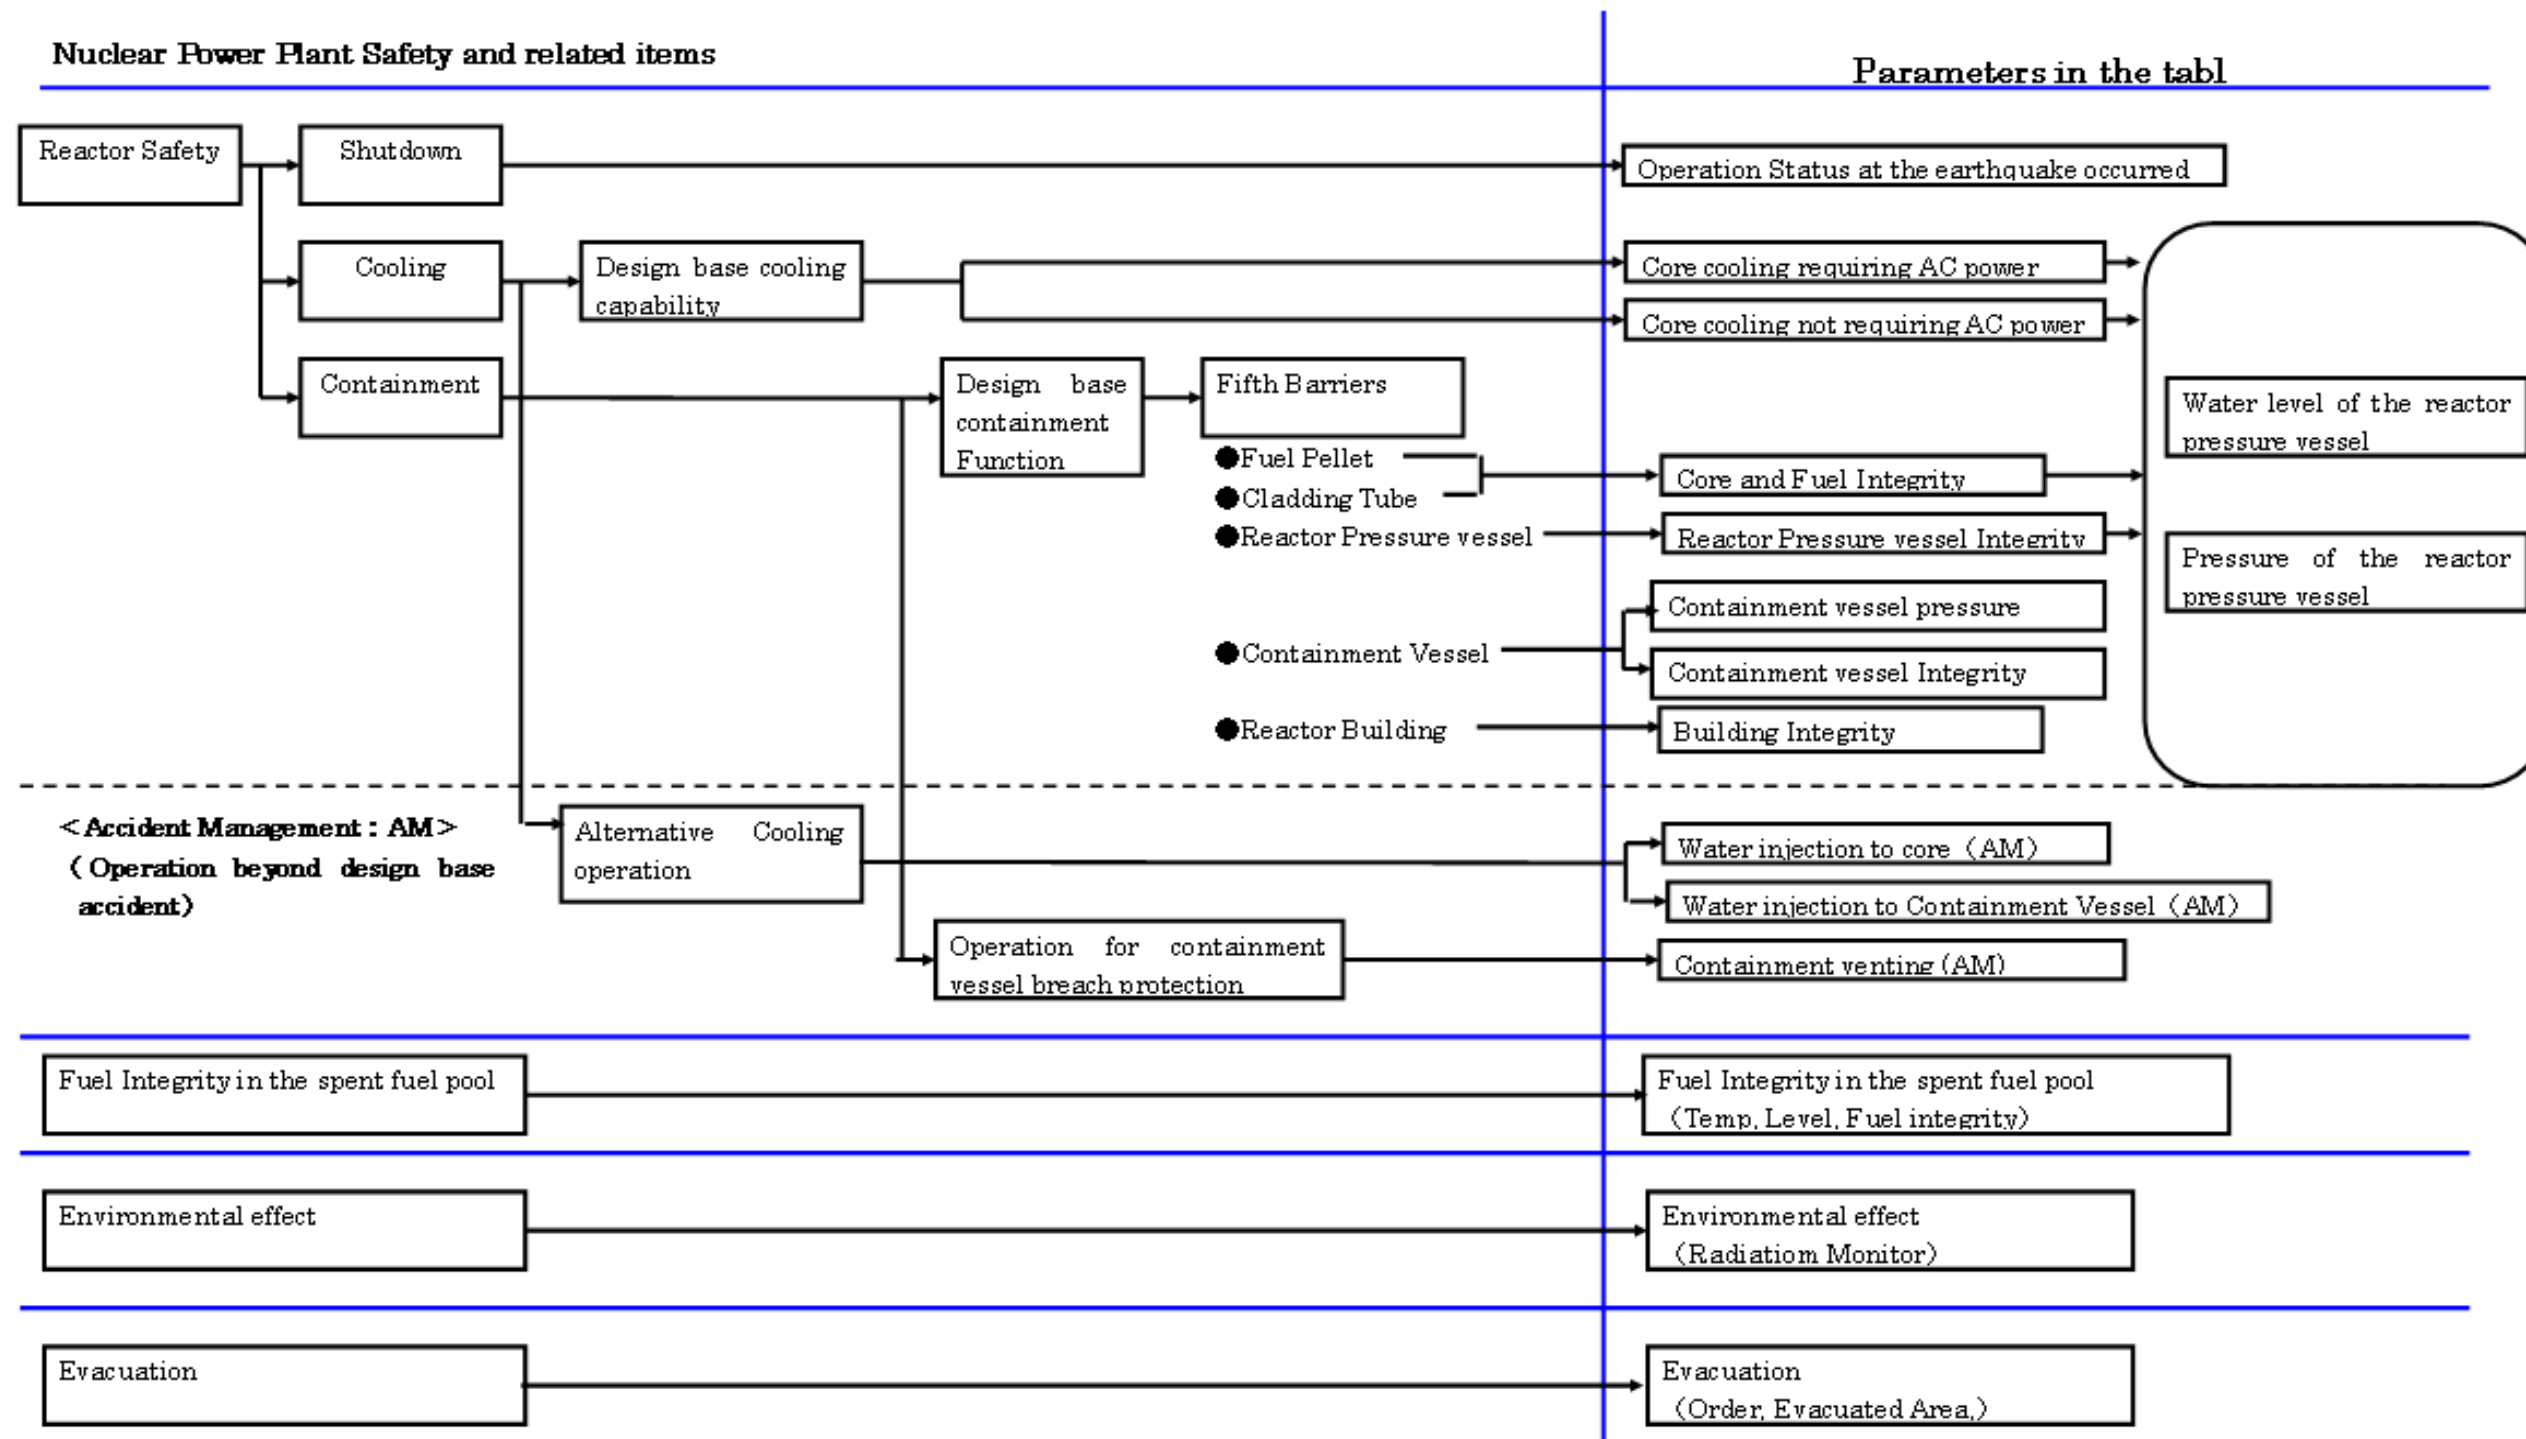 Nuclear Power Plant Safety and related items
Parameters in the tabl
Reactor Safety
Shutdown
Operation Status at the earthquake occurred
Cooling
Design base cooling
capability
Core cooling requiring AC power
Core cooling not requiring AC power
Containment
Design base
containment
Function
Fifth Barriers
●Fuel Pellet
●Cladding Tube
●Reactor Pressure vessel
●Containment Vessel
●Reactor Building
Core and Fuel Integrity
Reactor Pressure vessel Integrity
Containment vessel pressure
Containment vessel Integrity
Building Integrity
Water level of the reactor
pressure vessel
Pressure of the reactor
pressure vessel
<Accident Management：AM>
（Operation beyond design base
accident）
Alternative Cooling
operation
Water injection to core（AM）
Water injection to Containment Vessel（AM）
Operation for containment
vessel breach protection
Containment venting (AM)
Fuel Integrity in the spent fuel pool
Fuel Integrity in the spent fuel pool
（Temp, Level, Fuel integrity）
Environmental effect
Environmental effect
（Radiatiom Monitor）
Evacuation
Evacuation
（Order, Evacuated Area,）